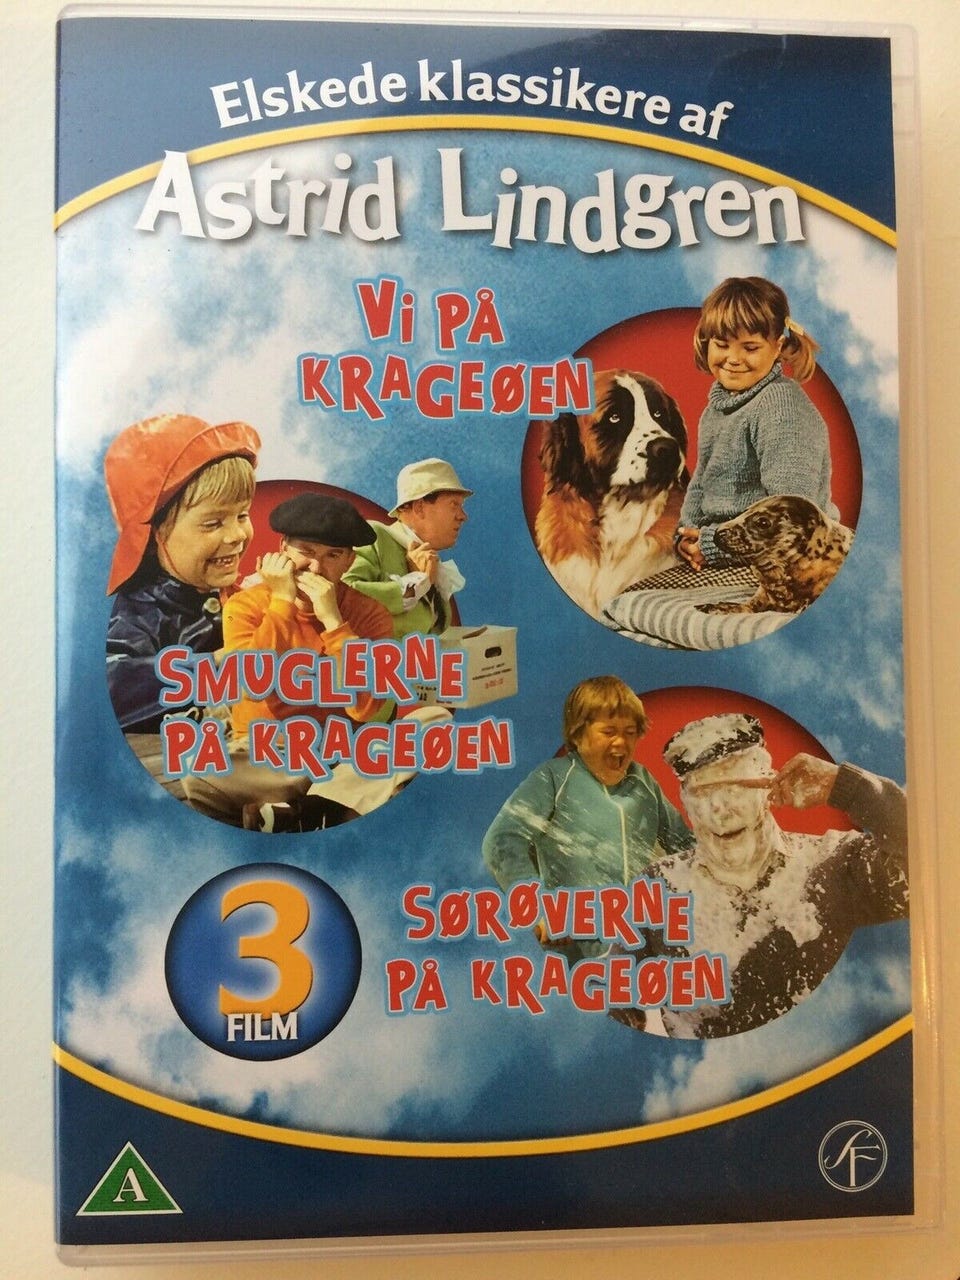 Elskede klassikere af
Astrid Lindgren
Vi PÅ
KRAGEØEN
SMUGLERNE
PÅ KRAGEØEN
SØRØVERNE
PÅ KRAGEØEN
3
FILM
A
SF